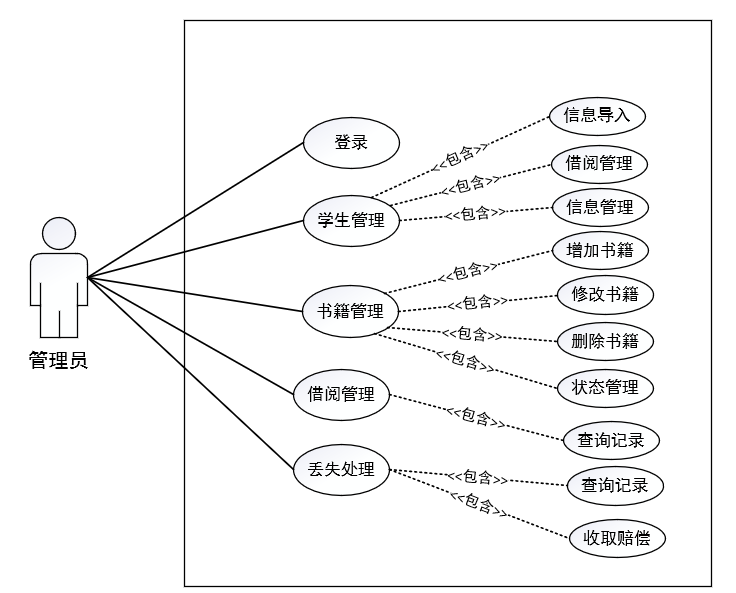 管理员
登录
学生管理
<<包含>>
信息导入
<<包含>>
借阅管理
<<包含>>
信息管理
书籍管理
<<包含>>
增加书籍
<<包含>>
修改书籍
<<包含>>
删除书籍
<<包含>>
状态管理
借阅管理
<<包含>>
查询记录
丢失处理
<<包含>>
查询记录
<<包含>>
收取赔偿